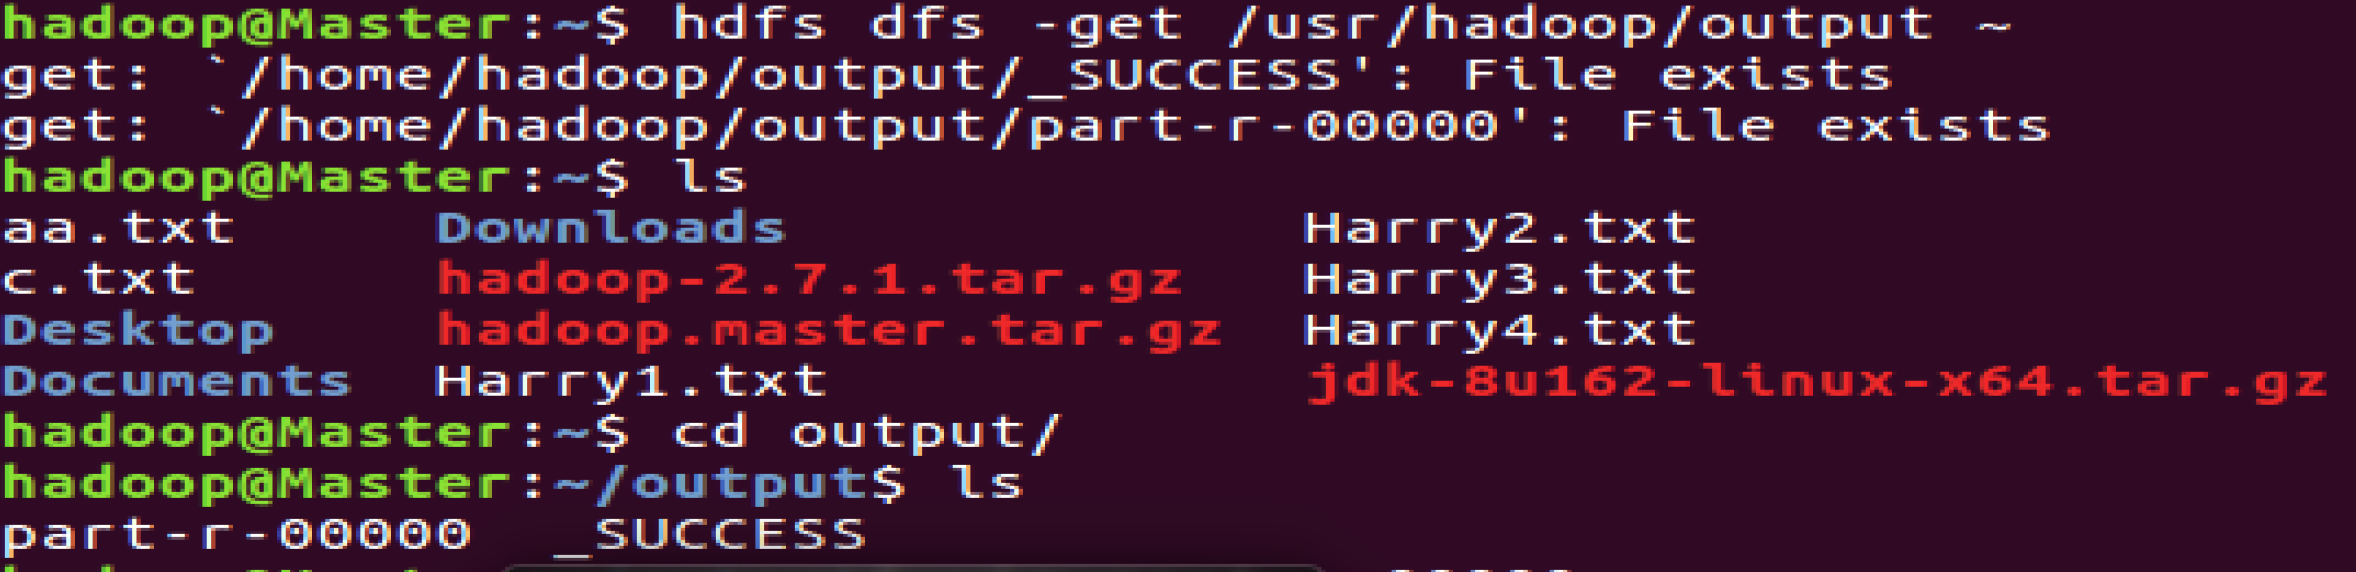 hadoop@Master:~$ hdfs dfs -get /usr/hadoop/output ~
get: `/home/hadoop/output/_SUCCESS': File exists
get: `/home/hadoop/output/part-r-00000': File exists
hadoop@Master:~$ ls
aa.txt     Downloads             Harry2.txt
c.txt      hadoop-2.7.1.tar.gz   Harry3.txt
Desktop    hadoop.master.tar.gz  Harry4.txt
Documents  Harry1.txt            jdk-8u162-linux-x64.tar.gz
hadoop@Master:~$ cd output/
hadoop@Master:~/output$ ls
part-r-00000  _SUCCESS